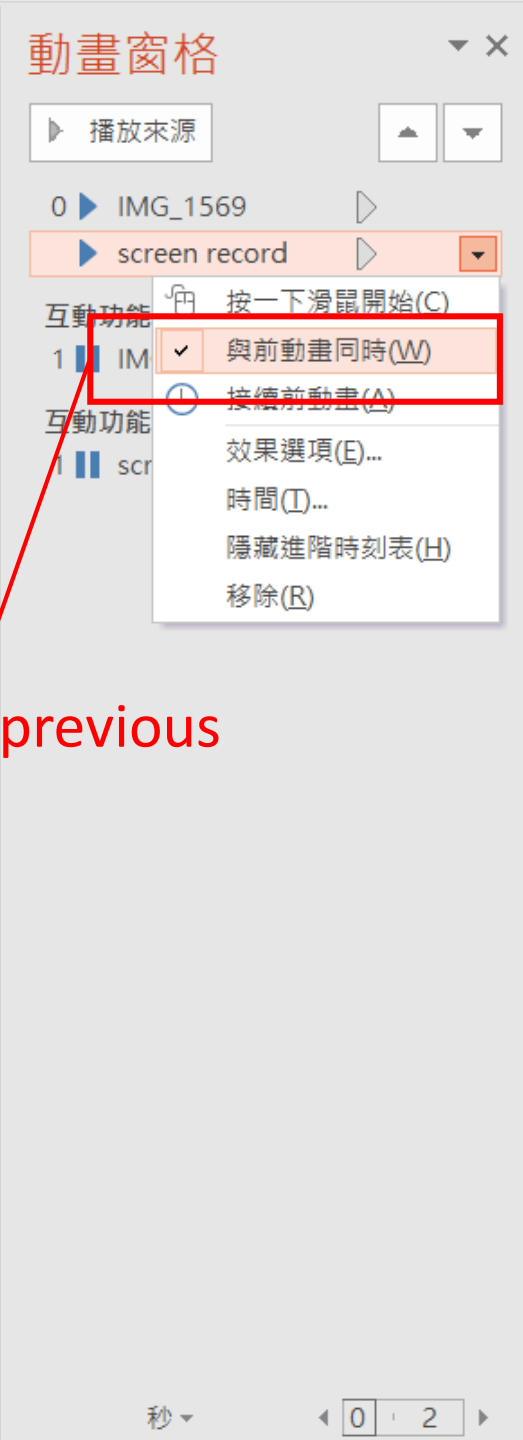 動畫窗格
播放來源
0 IMG_1569
screen record
按一下滑鼠開始(C)
互動功能
與前動畫同時(W)
1 IM
接續前動畫(A)
互動功能
效果選項(E)...
1 scr
時間(T)...
隱藏進階時刻表(H)
移除(R)
previous
秒 0 2